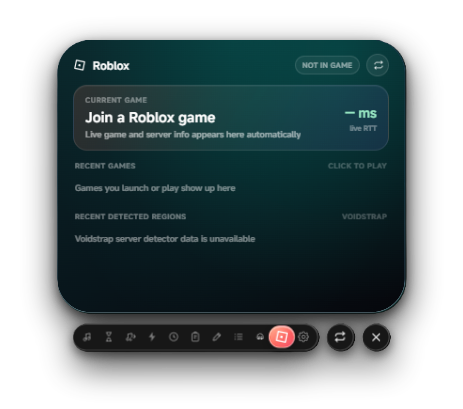 Roblox
NOT IN GAME
CURRENT GAME
Join a Roblox game
Live game and server info appears here automatically
— ms
live RTT
RECENT GAMES
CLICK TO PLAY
Games you launch or play show up here
RECENT DETECTED REGIONS
VOIDSTRAP
Voidstrap server detector data is unavailable